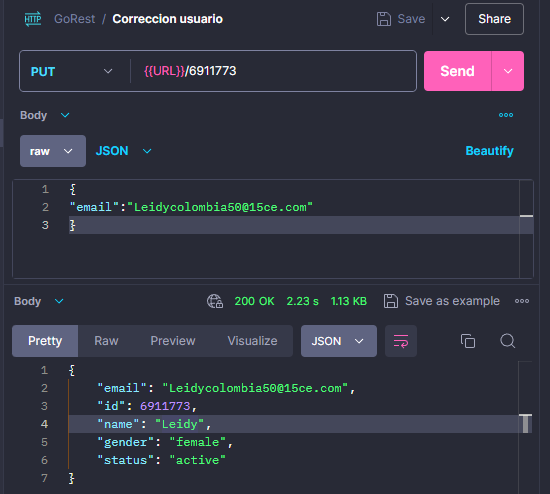 HTTP GoRest / Correccion usuario Save Share
PUT {{URL}}/6911773 Send
Body
raw JSON Beautify
1 {
2 "email":"Leidycolombia50@15ce.com"
3 }
Body 200 OK 2.23 s 1.13 KB Save as example
Pretty Raw Preview Visualize JSON
1 {
2 "email": "Leidycolombia50@15ce.com",
3 "id": 6911773,
4 "name": "Leidy",
5 "gender": "female",
6 "status": "active"
7 }